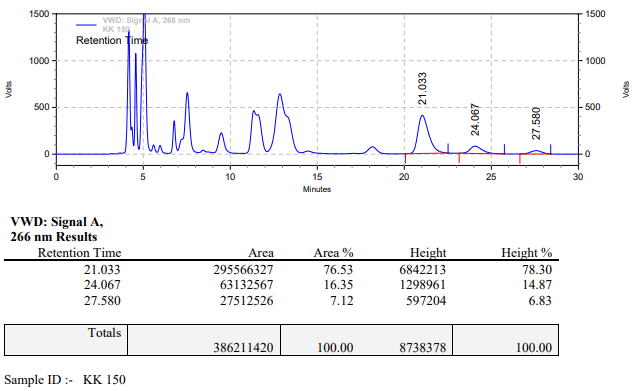 1500
1500
VWD: Signal A, 266 nm
KK 150
Retention Time
1000
1000
Volts
Volts
500
500
21.033
24.067
27.580
0
0
0
5
10
15
20
25
30
Minutes
VWD: Signal A,
266 nm Results
Retention Time Area Area % Height Height %
21.033 295566327 76.53 6842213 78.30
24.067 63132567 16.35 1298961 14.87
27.580 27512526 7.12 597204 6.83
Totals
386211420 100.00 8738378 100.00
Sample ID :- KK 150